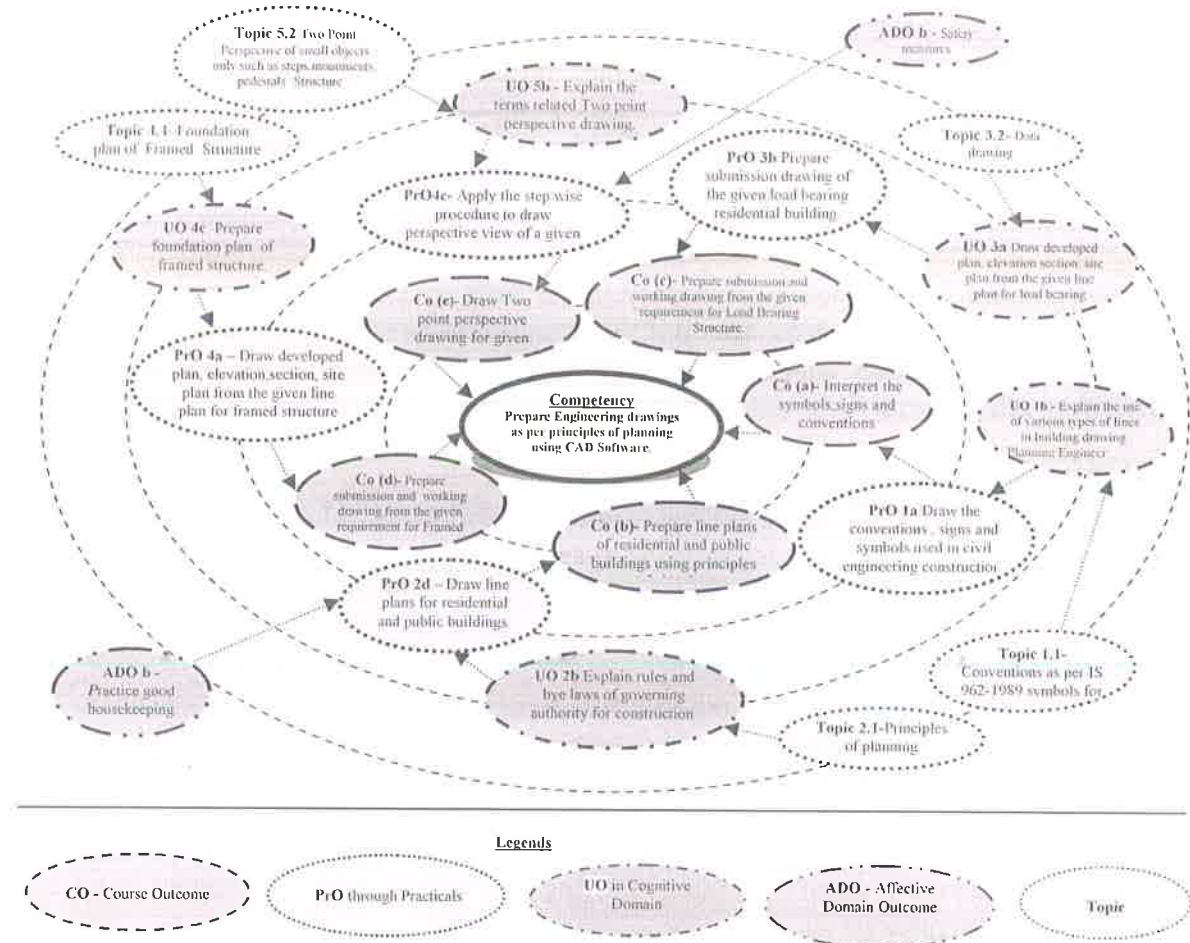 Topic 5.2 Two Point
Perspective of small objects
only such as steps, monuments,
pedestals Structure
ADO b - Safety
measures
UO 5b - Explain the
terms related Two point
perspective drawing.
Topic 4.1- Foundation
plan of Framed Structure
Topic 3.2- Data
drawing
PrO 3b Prepare
submission drawing of
the given load bearing
residential building
PrO4c- Apply the step wise
procedure to draw
perspective view of a given
UO 4c -Prepare
foundation plan of
framed structure
UO 3a Draw developed
plan, elevation section, site
plan from the given line
plan for load bearing
Co (e)- Draw Two
point perspective
drawing for given
Co (c)- Prepare submission and
working drawing from the given
requirement for Load Bearing
Structure.
PrO 4a – Draw developed
plan, elevation,section, site
plan from the given line
plan for framed structure
Competency
Prepare Engineering drawings
as per principles of planning
using CAD Software.
Co (a)- Interpret the
symbols,signs and
conventions
UO 1b - Explain the use
of various types of lines
in building drawing
Planning Engineer
Co (d)- Prepare
submission and working
drawing from the given
requirement for Framed
Co (b)- Prepare line plans
of residential and public
buildings using principles
PrO 1a Draw the
conventions , signs and
symbols used in civil
engineering construction
PrO 2d – Draw line
plans for residential
and public buildings
ADO b -
Practice good
housekeeping
UO 2b Explain rules and
bye laws of governing
authority for construction
Topic 1.1-
Conventions as per IS
962-1989 symbols for
Topic 2.1-Principles
of planning
Legends
CO - Course Outcome
PrO through Practicals
UO in Cognitive
Domain
ADO - Affective
Domain Outcome
Topic